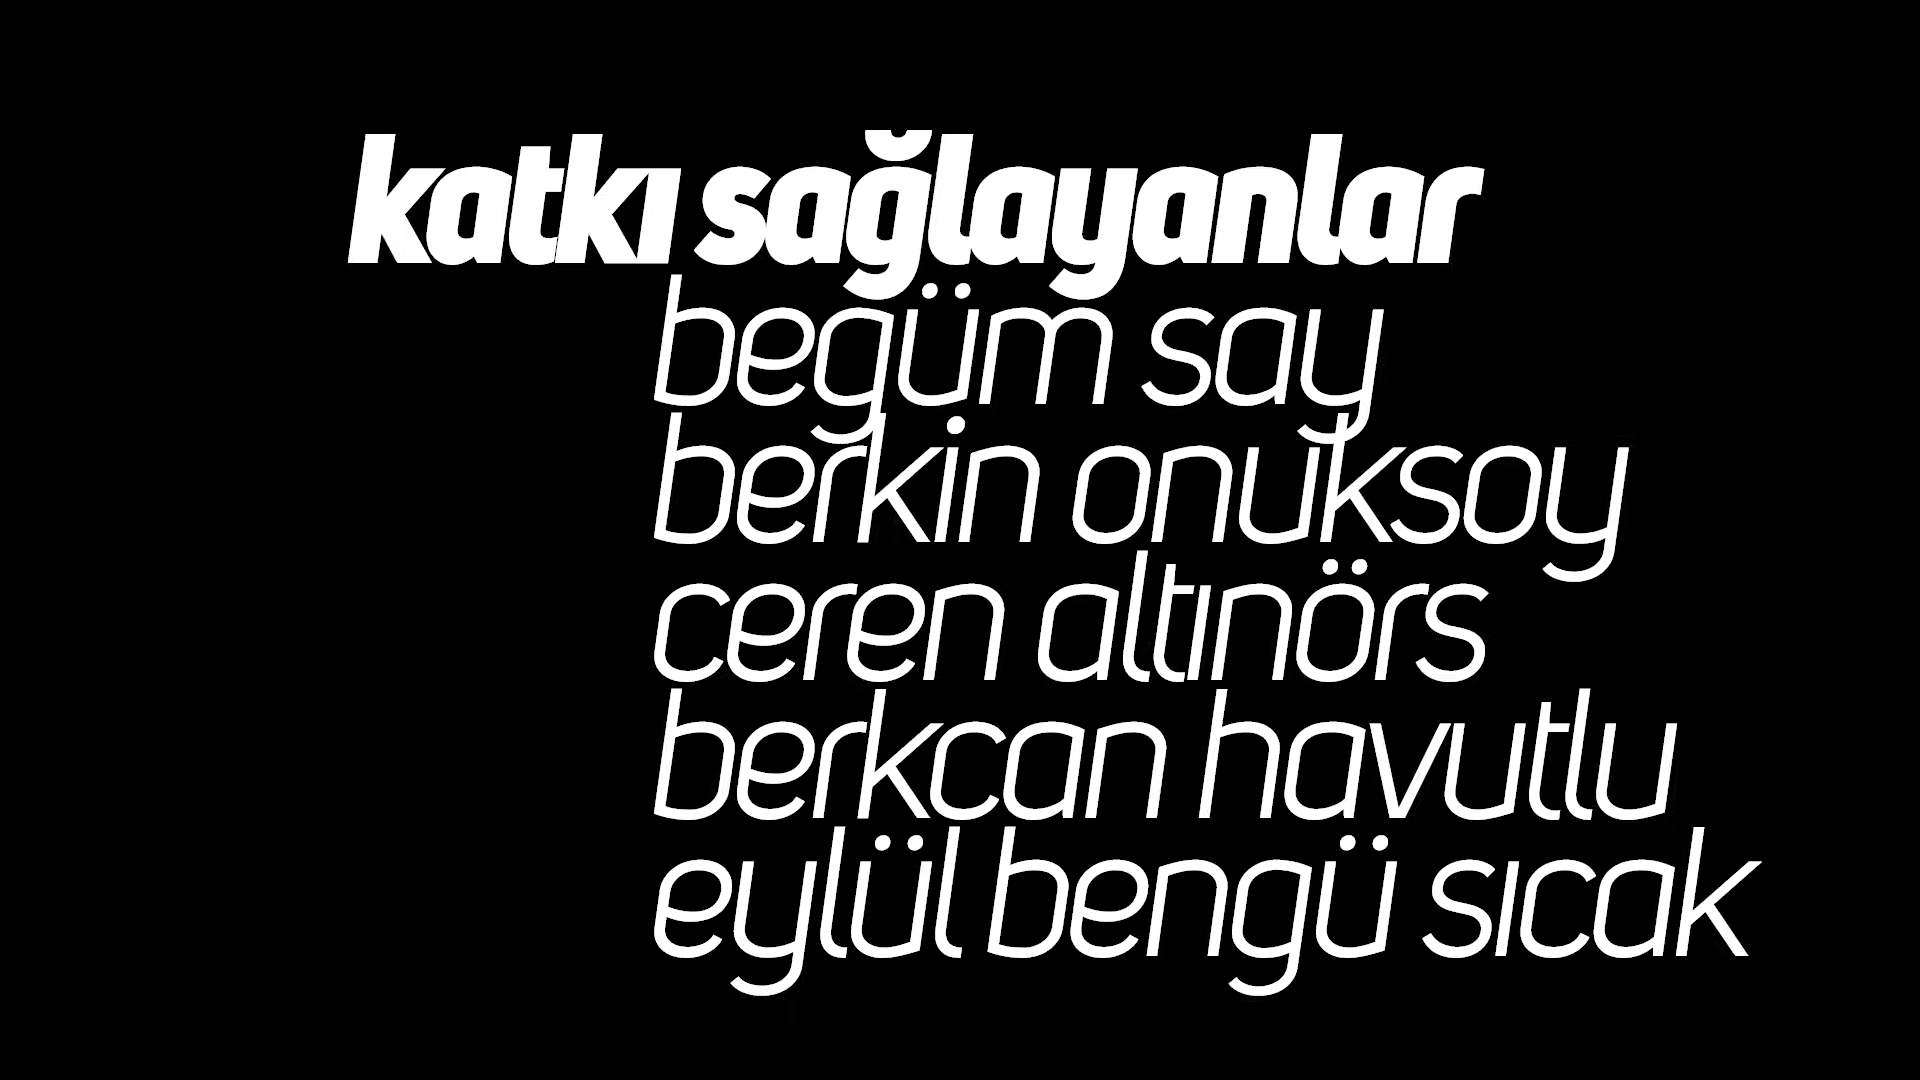 katkı sağlayanlar
begüm say
berkin onuksoy
ceren altınörs
berkcan havutlu
eylül bengü sıcak